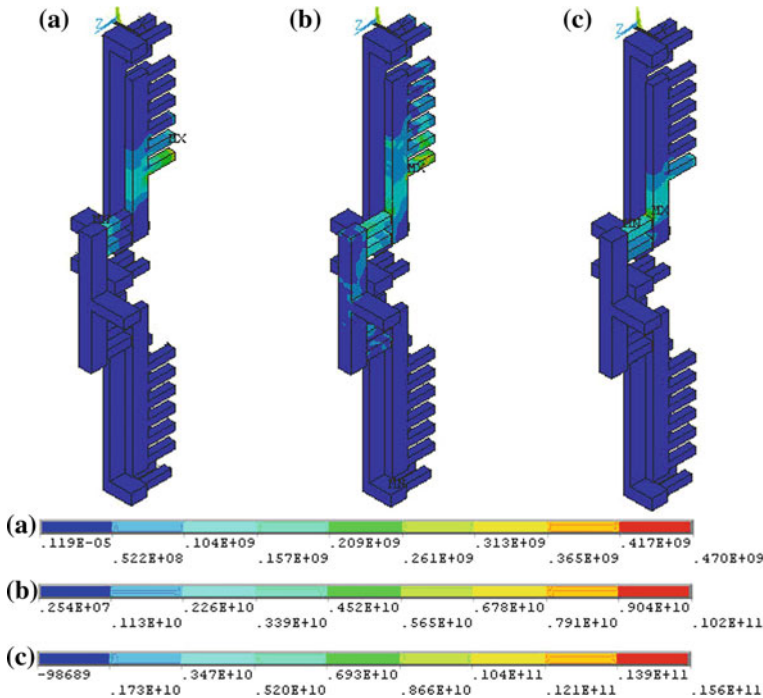 (a) (b) (c)
Z Z Z
MX
MX
MX
MN
MN
(a)
.119E-05 .104E+09 .209E+09 .313E+09 .417E+09
.522E+08 .157E+09 .261E+09 .365E+09 .470E+09
(b)
.254E+07 .226E+10 .452E+10 .678E+10 .904E+10
.113E+10 .339E+10 .565E+10 .791E+10 .102E+11
(c)
-98689 .347E+10 .693E+10 .104E+11 .139E+11
.173E+10 .520E+10 .866E+10 .121E+11 .156E+11